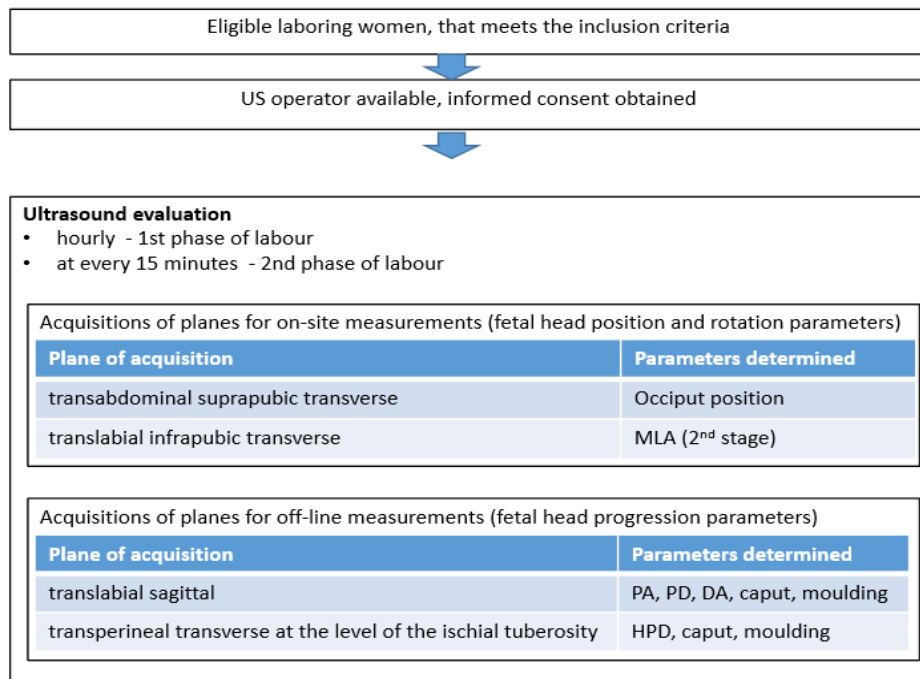 Eligible laboring women, that meets the inclusion criteria
US operator available, informed consent obtained
Ultrasound evaluation
• hourly - 1st phase of labour
• at every 15 minutes - 2nd phase of labour
Acquisitions of planes for on-site measurements (fetal head position and rotation parameters)
Plane of acquisition Parameters determined
transabdominal suprapubic transverse Occiput position
translabial infrapubic transverse MLA (2nd stage)
Acquisitions of planes for off-line measurements (fetal head progression parameters)
Plane of acquisition Parameters determined
translabial sagittal PA, PD, DA, caput, moulding
transperineal transverse at the level of the ischial tuberosity HPD, caput, moulding